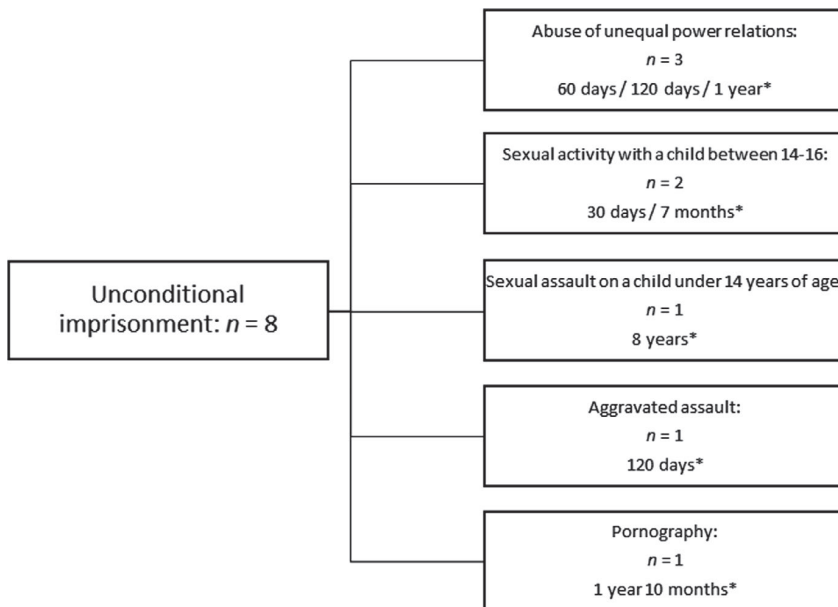 Abuse of unequal power relations:
n = 3
60 days / 120 days / 1 year*
Sexual activity with a child between 14-16:
n = 2
30 days / 7 months*
Unconditional
imprisonment: n = 8
Sexual assault on a child under 14 years of age
n = 1
8 years*
Aggravated assault:
n = 1
120 days*
Pornography:
n = 1
1 year 10 months*